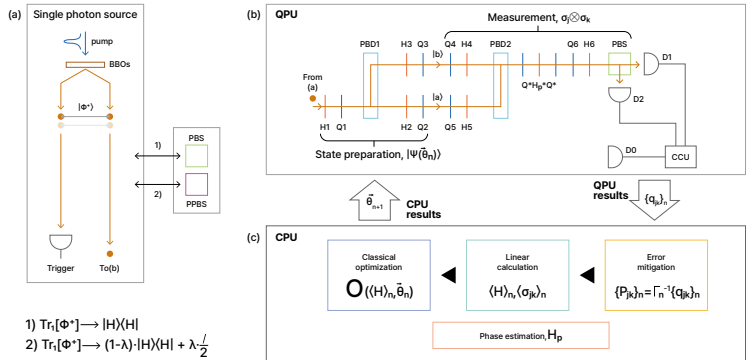 (a)
Single photon source
pump
BBOs
|Φ⁺⟩
1)
PBS
2)
PPBS
Trigger
To(b)
1) Tr₁[Φ⁺]⟶ |H⟩⟨H|
2) Tr₁[Φ⁺]⟶ (1-λ)·|H⟩⟨H| + λ·I/2
(b)
QPU
Measurement, σⱼ⊗σₖ
PBD1
H3
Q3
Q4
H4
PBD2
Q6
H6
PBS
D1
|b⟩
From
(a)
Q*HₚQ*
|a⟩
D2
H1
Q1
H2
Q2
Q5
H5
State preparation, |Ψ(θ⃗ₙ)⟩
D0
CCU
θ⃗ₙ₊₁
CPU
results
QPU
results
{qⱼₖ}ₙ
(c)
CPU
Classical
optimization
O(⟨H⟩ₙ,θ⃗ₙ)
Linear
calculation
⟨H⟩ₙ,⟨σⱼₖ⟩ₙ
Error
mitigation
{Pⱼₖ}ₙ=Γₙ⁻¹{qⱼₖ}ₙ
Phase estimation,Hₚ